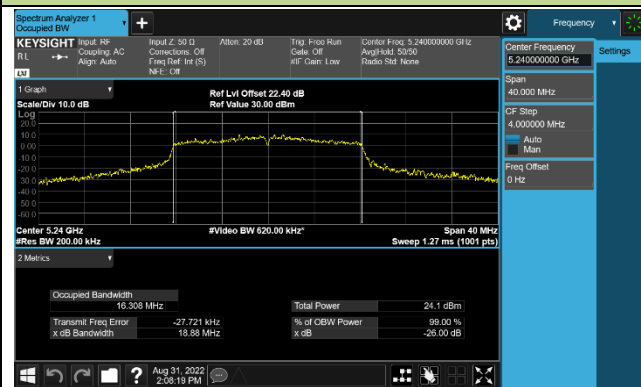 Spectrum Analyzer 1
Occupied BW
Frequency
KEYSIGHT
Input: RF
Input Z: 50 Ω
Atten: 20 dB
Trig: Free Run
Center Freq: 5.240000000 GHz
RL
Coupling: AC
Corrections: Off
Gate: Off
Avg|Hold: 50/50
Align: Auto
Freq Ref: Int (S)
#IF Gain: Low
Radio Std: None
NFE: Off
LXI
Center Frequency
Settings
5.240000000 GHz
Span
40.000 MHz
CF Step
4.000000 MHz
Auto
Man
Freq Offset
0 Hz
1 Graph
Ref Lvl Offset 22.40 dB
Scale/Div 10.0 dB
Ref Value 30.00 dBm
Log
20.0
10.0
0.00
-10.0
-20.0
-30.0
-40.0
-50.0
-60.0
Center 5.24 GHz
#Video BW 620.00 kHz*
Span 40 MHz
#Res BW 200.00 kHz
Sweep 1.27 ms (1001 pts)
2 Metrics
Occupied Bandwidth
16.308 MHz
Total Power
24.1 dBm
Transmit Freq Error
-27.721 kHz
% of OBW Power
99.00 %
x dB Bandwidth
18.88 MHz
x dB
-26.00 dB
?
Aug 31, 2022
2:08:19 PM